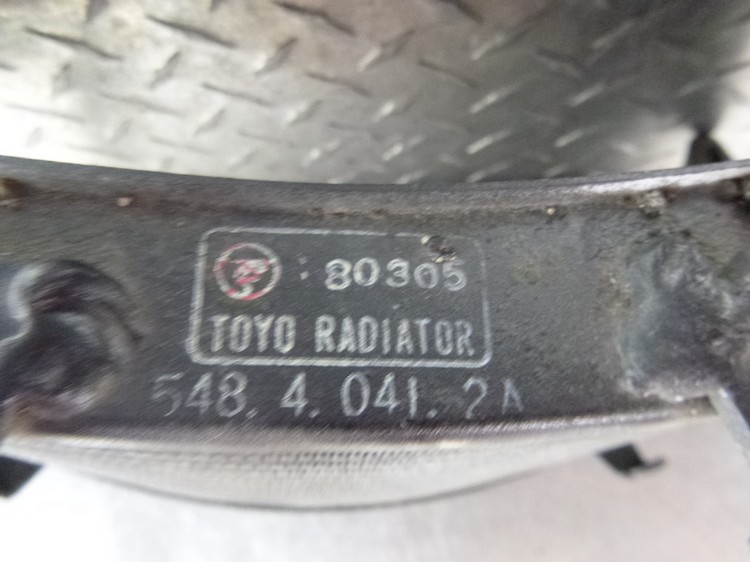 : 80305
TOYO RADIATOR
548. 4. 041. 2A